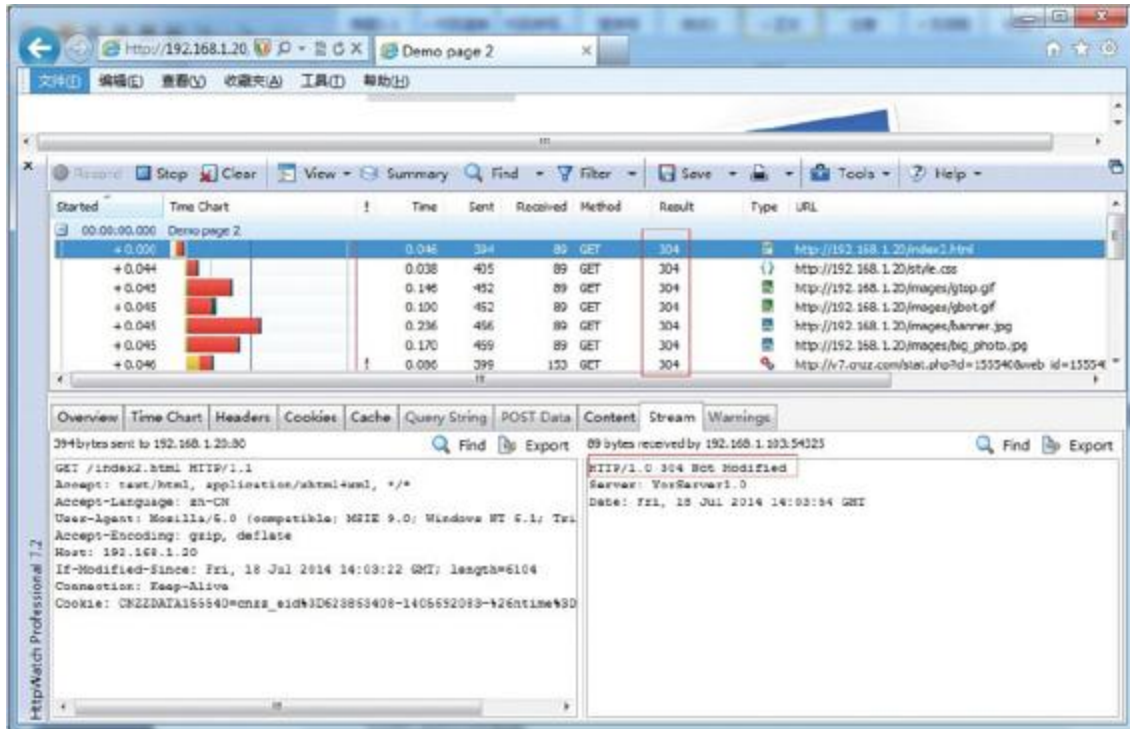 Http://192.168.1.20 Demo page 2
文件(F) 编辑(E) 查看(V) 收藏夹(A) 工具(T) 帮助(H)
Record Stop Clear View Summary Find Filter Save Tools Help
Started Time Chart ! Time Sent Received Method Result Type URL
00:00:00.000 Demo page 2
+ 0.000 0.046 394 89 GET 304 http://192.168.1.20/index2.html
+ 0.044 0.038 405 89 GET 304 http://192.168.1.20/style.css
+ 0.045 0.146 452 89 GET 304 http://192.168.1.20/images/gtop.gif
+ 0.045 0.100 452 89 GET 304 http://192.168.1.20/images/gbot.gif
+ 0.045 0.236 456 89 GET 304 http://192.168.1.20/images/banner.jpg
+ 0.045 0.170 459 89 GET 304 http://192.168.1.20/images/big_photo.jpg
+ 0.046 ! 0.086 399 153 GET 304
Overview Time Chart Headers Cookies Cache Query String POST Data Content Stream Warnings
394 bytes sent to 192.168.1.20:80 Find Export
GET /index2.html HTTP/1.1
Accept: text/html, application/xhtml+xml, */*
Accept-Language: zh-CN
User-Agent: Mozilla/5.0 (compatible; MSIE 9.0; Windows NT 6.1; Tri
Accept-Encoding: gzip, deflate
Host: 192.168.1.20
If-Modified-Since: Fri, 18 Jul 2014 14:03:22 GMT; length=6104
Connection: Keep-Alive
Cookie:
89 bytes received by 192.168.1.103:54325 Find Export
HTTP/1.0 304 Not Modified
Server: YorServer1.0
Date: Fri, 18 Jul 2014 14:03:54 GMT
HttpWatch Professional 7.2